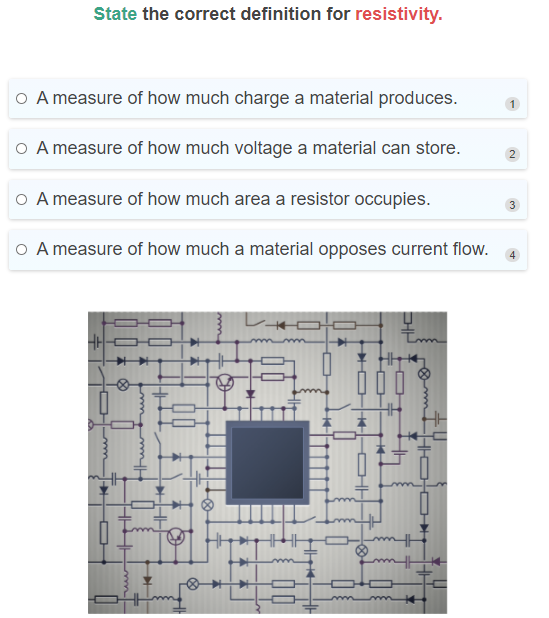 State the correct definition for resistivity.
A measure of how much charge a material produces.
1
A measure of how much voltage a material can store.
2
A measure of how much area a resistor occupies.
3
A measure of how much a material opposes current flow.
4